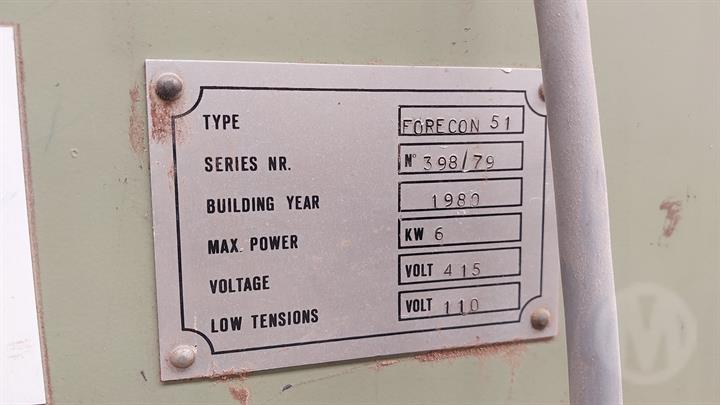 TYPE FORECON 51
SERIES NR. N° 398/79
BUILDING YEAR 1980
MAX. POWER KW 6
VOLTAGE VOLT 415
LOW TENSIONS VOLT 110
M